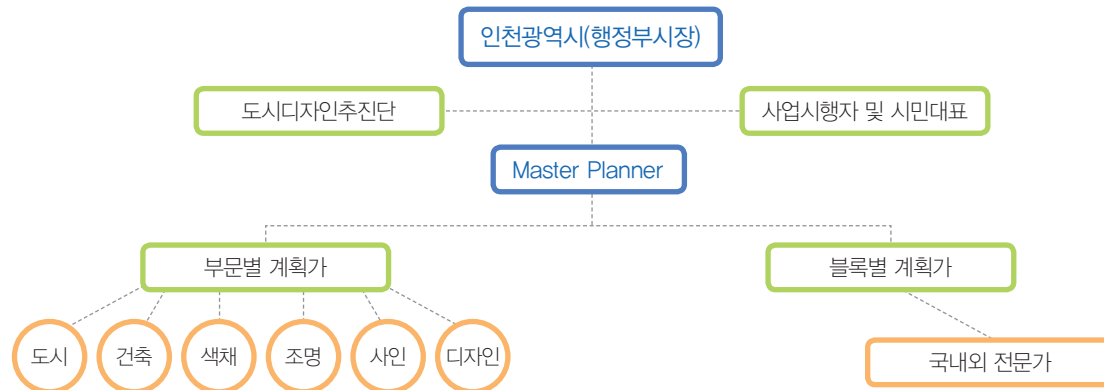 인천광역시(행정부시장)
도시디자인추진단
사업시행자 및 시민대표
Master Planner
부문별 계획가
블록별 계획가
도시
건축
색채
조명
사인
디자인
국내외 전문가